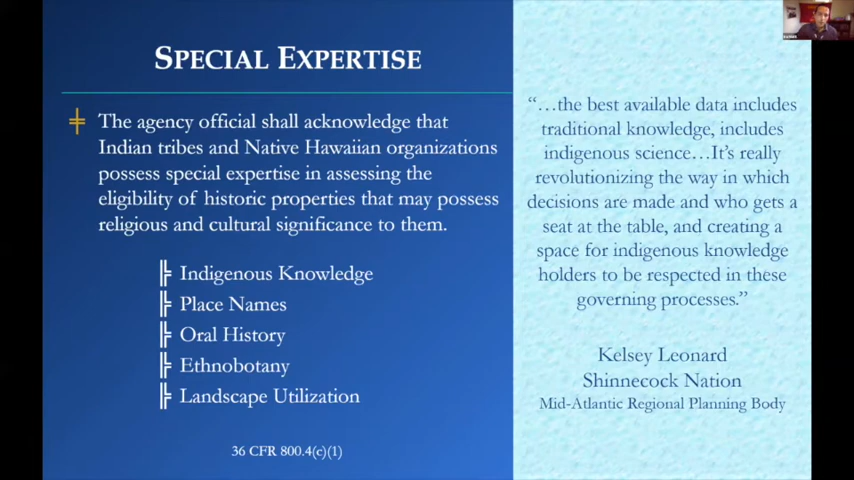 SPECIAL EXPERTISE
The agency official shall acknowledge that
Indian tribes and Native Hawaiian organizations
possess special expertise in assessing the
eligibility of historic properties that may possess
religious and cultural significance to them.
Indigenous Knowledge
Place Names
Oral History
Ethnobotany
Landscape Utilization
36 CFR 800.4(c)(1)
“…the best available data includes
traditional knowledge, includes
indigenous science…It’s really
revolutionizing the way in which
decisions are made and who gets a
seat at the table, and creating a
space for indigenous knowledge
holders to be respected in these
governing processes.”
Kelsey Leonard
Shinnecock Nation
Mid-Atlantic Regional Planning Body